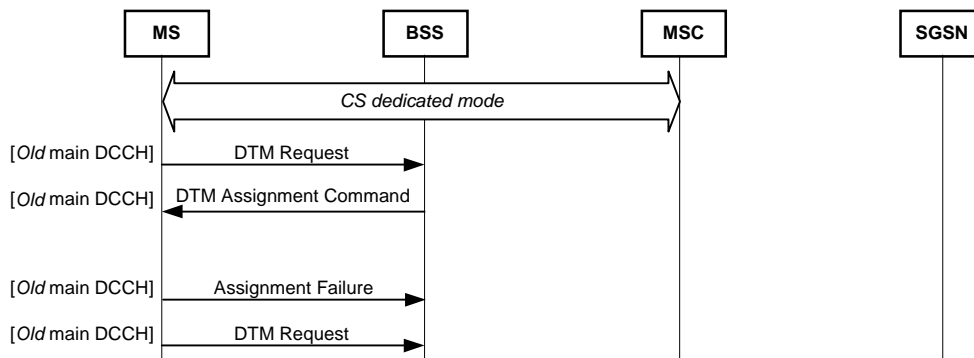 MS BSS MSC SGSN
CS dedicated mode
[Old main DCCH] DTM Request
[Old main DCCH] DTM Assignment Command
[Old main DCCH] Assignment Failure
[Old main DCCH] DTM Request